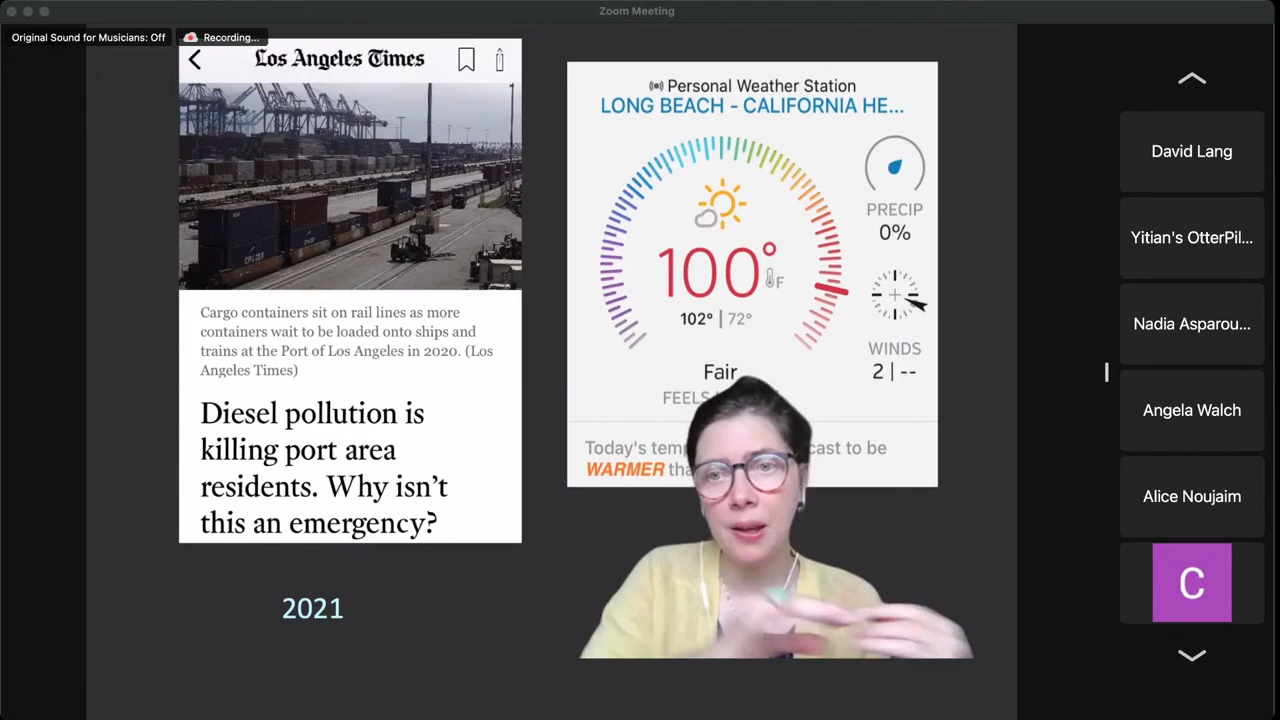 Zoom Meeting
Original Sound for Musicians: Off
Recording...
Los Angeles Times
Cargo containers sit on rail lines as more
containers wait to be loaded onto ships and
trains at the Port of Los Angeles in 2020. (Los
Angeles Times)
Diesel pollution is
killing port area
residents. Why isn't
this an emergency?
2021
Personal Weather Station
LONG BEACH - CALIFORNIA HE...
100°
F
102° | 72°
Fair
FEELS
PRECIP
0%
WINDS
2 | --
Today's cast to be
WARMER
David Lang
Yitian's OtterPil...
Nadia Asparou...
Angela Walch
Alice Noujaim
C